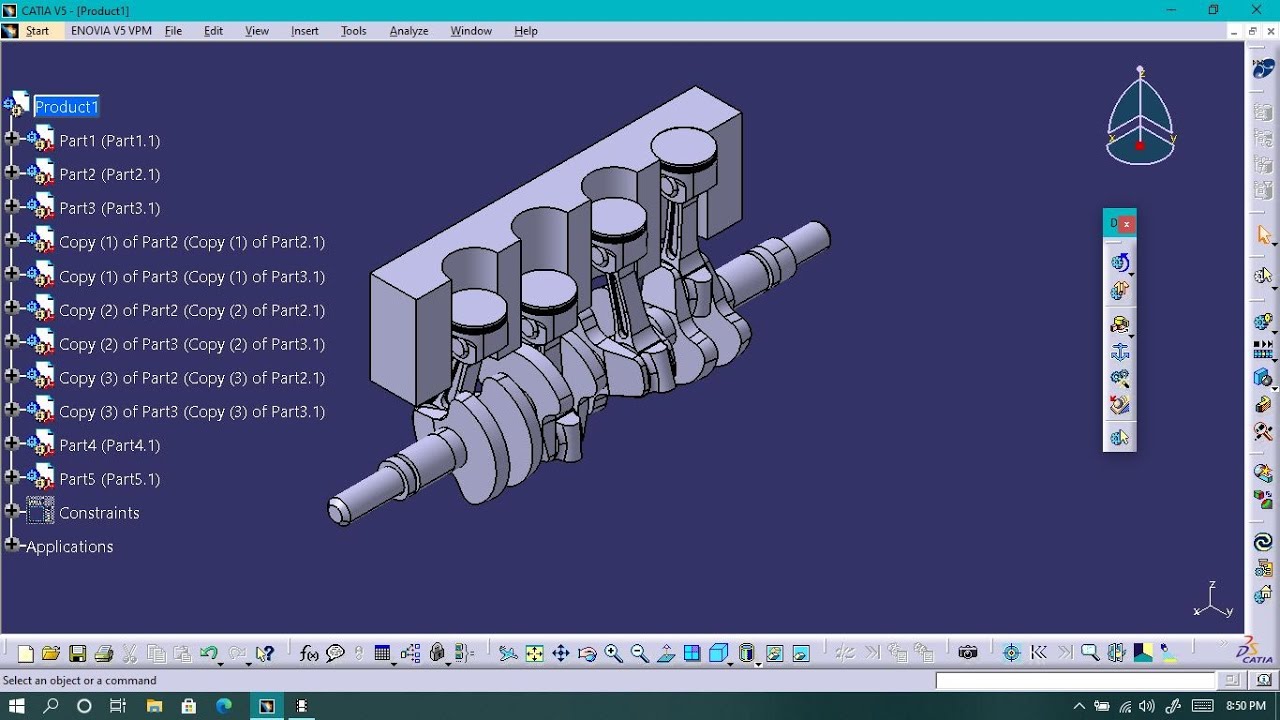 CATIA V5 - [Product1]
Start ENOVIA V5 VPM File Edit View Insert Tools Analyze Window Help
Product1
Part1 (Part1.1)
Part2 (Part2.1)
Part3 (Part3.1)
Copy (1) of Part2 (Copy (1) of Part2.1)
Copy (1) of Part3 (Copy (1) of Part3.1)
Copy (2) of Part2 (Copy (2) of Part2.1)
Copy (2) of Part3 (Copy (2) of Part3.1)
Copy (3) of Part2 (Copy (3) of Part2.1)
Copy (3) of Part3 (Copy (3) of Part3.1)
Part4 (Part4.1)
Part5 (Part5.1)
Constraints
Applications
z
x
y
D
z
x
y
f(x)
CATIA
Select an object or a command
8:50 PM